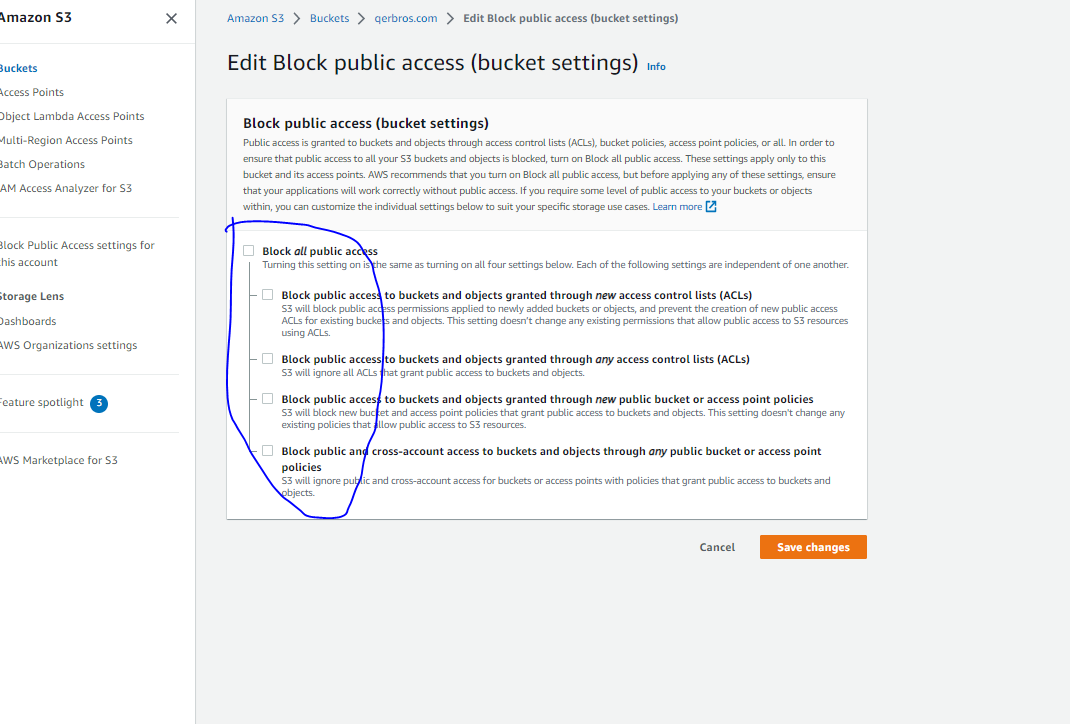 Amazon S3
Amazon S3 > Buckets > qerbros.com > Edit Block public access (bucket settings)
Buckets
Access Points
Object Lambda Access Points
Multi-Region Access Points
Batch Operations
IAM Access Analyzer for S3
Block Public Access settings for
this account
Storage Lens
Dashboards
AWS Organizations settings
Feature spotlight 3
AWS Marketplace for S3
Edit Block public access (bucket settings) Info
Block public access (bucket settings)
Public access is granted to buckets and objects through access control lists (ACLs), bucket policies, access point policies, or all. In order to
ensure that public access to all your S3 buckets and objects is blocked, turn on Block all public access. These settings apply only to this
bucket and its access points. AWS recommends that you turn on Block all public access, but before applying any of these settings, ensure
that your applications will work correctly without public access. If you require some level of public access to your buckets or objects
within, you can customize the individual settings below to suit your specific storage use cases. Learn more
Block all public access
Turning this setting on is the same as turning on all four settings below. Each of the following settings are independent of one another.
Block public access to buckets and objects granted through new access control lists (ACLs)
S3 will block public access permissions applied to newly added buckets or objects, and prevent the creation of new public access
ACLs for existing buckets and objects. This setting doesn't change any existing permissions that allow public access to S3 resources
using ACLs.
Block public access to buckets and objects granted through any access control lists (ACLs)
S3 will ignore all ACLs that grant public access to buckets and objects.
Block public access to buckets and objects granted through new public bucket or access point policies
S3 will block new bucket and access point policies that grant public access to buckets and objects. This setting doesn't change any
existing policies that allow public access to S3 resources.
Block public and cross-account access to buckets and objects through any public bucket or access point
policies
S3 will ignore public and cross-account access for buckets or access points with policies that grant public access to buckets and
objects.
Cancel
Save changes